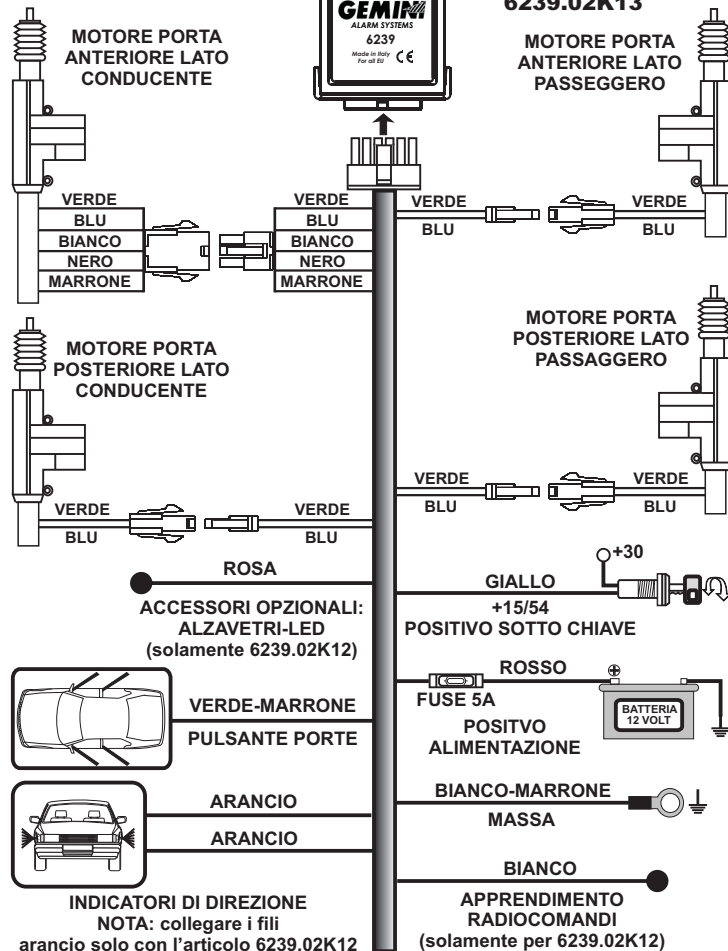 6239.02K13
GEMINI
ALARM SYSTEMS
6239
Made in Italy
For all EU CE
MOTORE PORTA
ANTERIORE LATO
CONDUCENTE
MOTORE PORTA
ANTERIORE LATO
PASSEGGERO
VERDE
BLU
BIANCO
NERO
MARRONE
VERDE
BLU
BIANCO
NERO
MARRONE
VERDE
BLU
VERDE
BLU
MOTORE PORTA
POSTERIORE LATO
CONDUCENTE
MOTORE PORTA
POSTERIORE LATO
PASSAGGERO
VERDE
BLU
VERDE
BLU
VERDE
BLU
VERDE
BLU
ROSA
ACCESSORI OPZIONALI:
ALZAVETRI-LED
(solamente 6239.02K12)
+30
GIALLO
+15/54
POSITIVO SOTTO CHIAVE
VERDE-MARRONE
PULSANTE PORTE
ROSSO
FUSE 5A
POSITVO
ALIMENTAZIONE
BATTERIA
12 VOLT
ARANCIO
ARANCIO
INDICATORI DI DIREZIONE
NOTA: collegare i fili
arancio solo con l'articolo 6239.02K12
BIANCO-MARRONE
MASSA
BIANCO
APPRENDIMENTO
RADIOCOMANDI
(solamente per 6239.02K12)